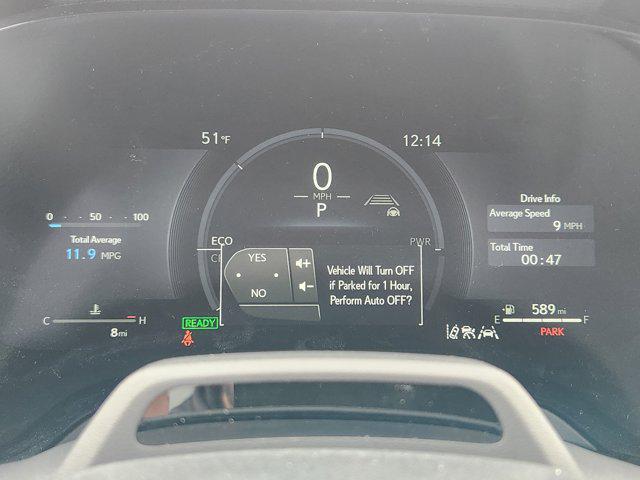 51°F
12:14
0
MPH
P
0 50 100
Total Average
11.9 MPG
ECO
PWR
YES
NO
+
-
Vehicle Will Turn OFF
if Parked for 1 Hour,
Perform Auto OFF?
Drive Info
Average Speed
9 MPH
Total Time
00:47
C H
8 mi
READY
589 mi
E F
PARK